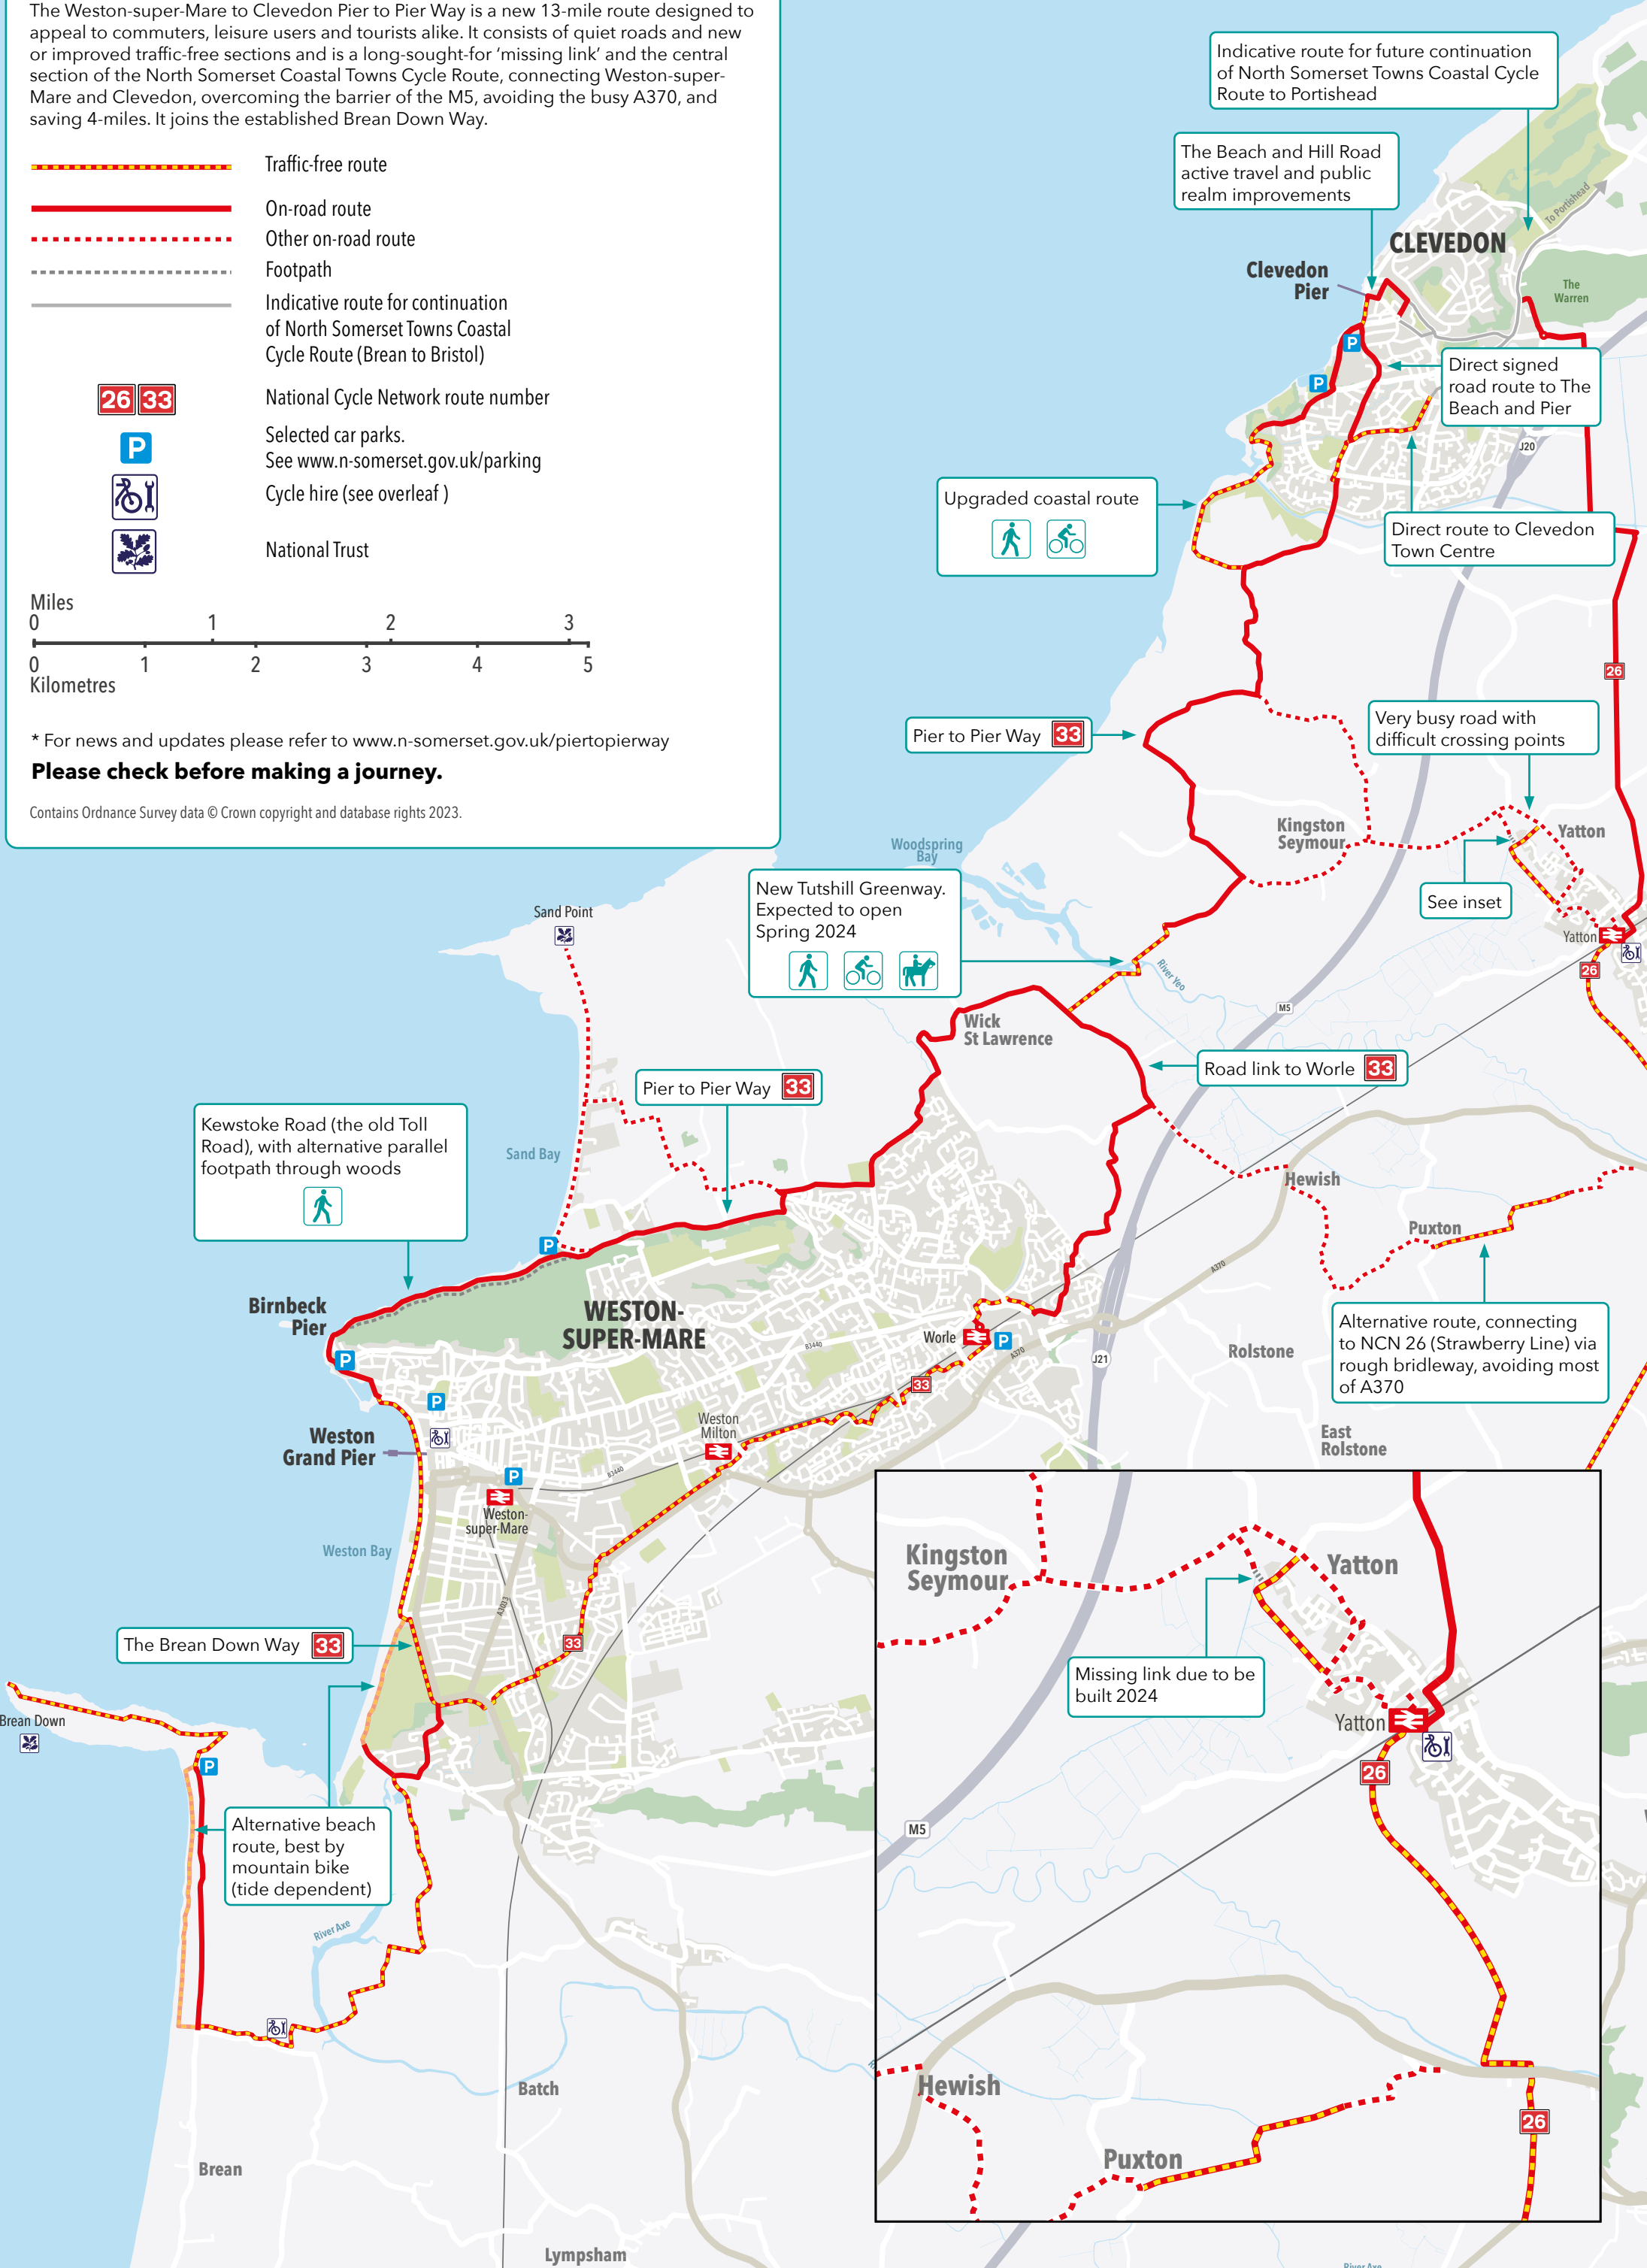 The Weston-super-Mare to Clevedon Pier to Pier Way is a new 13-mile route designed to
appeal to commuters, leisure users and tourists alike. It consists of quiet roads and new
or improved traffic-free sections and is a long-sought-for ‘missing link’ and the central
section of the North Somerset Coastal Towns Cycle Route, connecting Weston-super-
Mare and Clevedon, overcoming the barrier of the M5, avoiding the busy A370, and
saving 4-miles. It joins the established Brean Down Way.
Traffic-free route
On-road route
Other on-road route
Footpath
Indicative route for continuation
of North Somerset Towns Coastal
Cycle Route (Brean to Bristol)
26 33
National Cycle Network route number
P
Selected car parks.
See www.n-somerset.gov.uk/parking
Cycle hire (see overleaf )
National Trust
Miles
0 1 2 3
0 1 2 3 4 5
Kilometres
* For news and updates please refer to www.n-somerset.gov.uk/piertopierway
Please check before making a journey.
Contains Ordnance Survey data © Crown copyright and database rights 2023.
Indicative route for future continuation
of North Somerset Towns Coastal Cycle
Route to Portishead
The Beach and Hill Road
active travel and public
realm improvements
To Portishead
CLEVEDON
Clevedon
Pier
The
Warren
P
P
Direct signed
road route to The
Beach and Pier
J20
Upgraded coastal route
Direct route to Clevedon
Town Centre
26
Pier to Pier Way 33
Very busy road with
difficult crossing points
Kingston
Seymour
Yatton
See inset
Yatton
26
Woodspring
Bay
New Tutshill Greenway.
Expected to open
Spring 2024
River Yeo
M5
Sand Point
Wick
St Lawrence
Road link to Worle 33
Pier to Pier Way 33
Kewstoke Road (the old Toll
Road), with alternative parallel
footpath through woods
Sand Bay
Hewish
Puxton
P
A370
Birnbeck
Pier
WESTON-
SUPER-MARE
Worle
P
B3440
A370
J21
Rolstone
Alternative route, connecting
to NCN 26 (Strawberry Line) via
rough bridleway, avoiding most
of A370
P
33
P
Weston
Milton
East
Rolstone
Weston
Grand Pier
P
B3440
Weston-
super-Mare
Weston Bay
A3033
The Brean Down Way 33
33
Brean Down
P
Alternative beach
route, best by
mountain bike
(tide dependent)
River Axe
Batch
Brean
Lympsham
Kingston
Seymour
Yatton
Missing link due to be
built 2024
Yatton
26
M5
Hewish
Puxton
26
River Axe